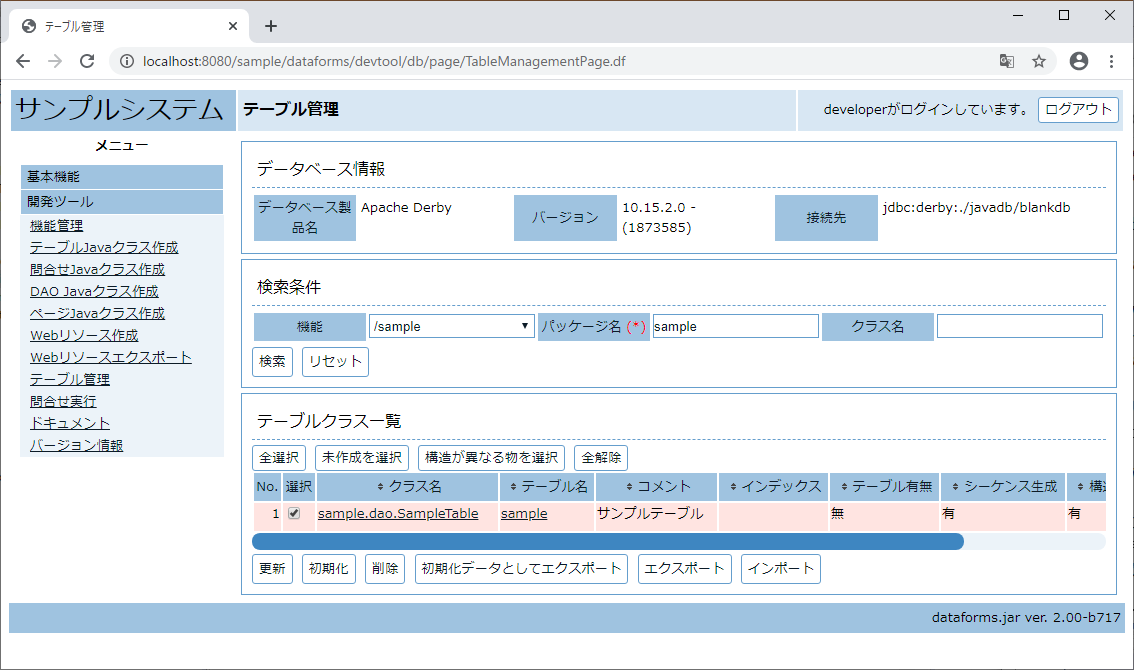 テーブル管理
localhost:8080/sample/dataforms/devtool/db/page/TableManagementPage.df
サンプルシステム
テーブル管理
developerがログインしています。 ログアウト
メニュー
基本機能
開発ツール
機能管理
テーブルJavaクラス作成
問合せJavaクラス作成
DAO Javaクラス作成
ページJavaクラス作成
Webリソース作成
Webリソースエクスポート
テーブル管理
問合せ実行
ドキュメント
バージョン情報
データベース情報
データベース製
品名
Apache Derby
バージョン
10.15.2.0 -
(1873585)
接続先
jdbc:derby:./javadb/blankdb
検索条件
機能 /sample パッケージ名 (*) sample クラス名
検索 リセット
テーブルクラス一覧
全選択 未作成を選択 構造が異なる物を選択 全解除
No. 選択 クラス名 テーブル名 コメント インデックス テーブル有無 シーケンス生成 構
1 sample.dao.SampleTable sample サンプルテーブル 無 有 有
更新 初期化 削除 初期化データとしてエクスポート エクスポート インポート
dataforms.jar ver. 2.00-b717